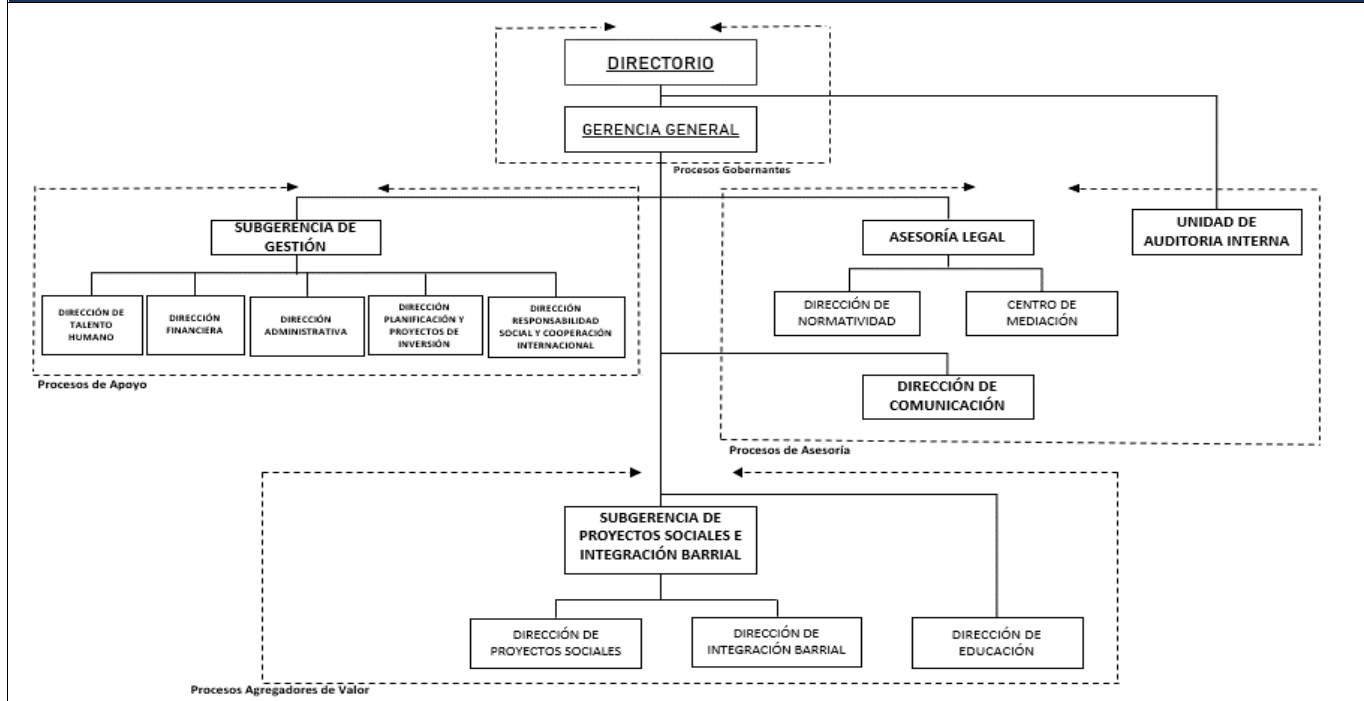 DIRECTORIO
GERENCIA GENERAL
Procesos Gobernantes
SUBGERENCIA DE
GESTIÓN
DIRECCIÓN DE
TALENTO
HUMANO
DIRECCIÓN
FINANCIERA
DIRECCIÓN
ADMINISTRATIVA
DIRECCIÓN
PLANIFICACIÓN Y
PROYECTOS DE
INVERSIÓN
DIRECCIÓN
RESPONSABILIDAD
SOCIAL Y COOPERACIÓN
INTERNACIONAL
Procesos de Apoyo
ASESORÍA LEGAL
UNIDAD DE
AUDITORIA INTERNA
DIRECCIÓN DE
NORMATIVIDAD
CENTRO DE
MEDIACIÓN
DIRECCIÓN DE
COMUNICACIÓN
Procesos de Asesoría
SUBGERENCIA DE
PROYECTOS SOCIALES E
INTEGRACIÓN BARRIAL
DIRECCIÓN DE
PROYECTOS SOCIALES
DIRECCIÓN DE
INTEGRACIÓN BARRIAL
DIRECCIÓN DE
EDUCACIÓN
Procesos Agregadores de Valor